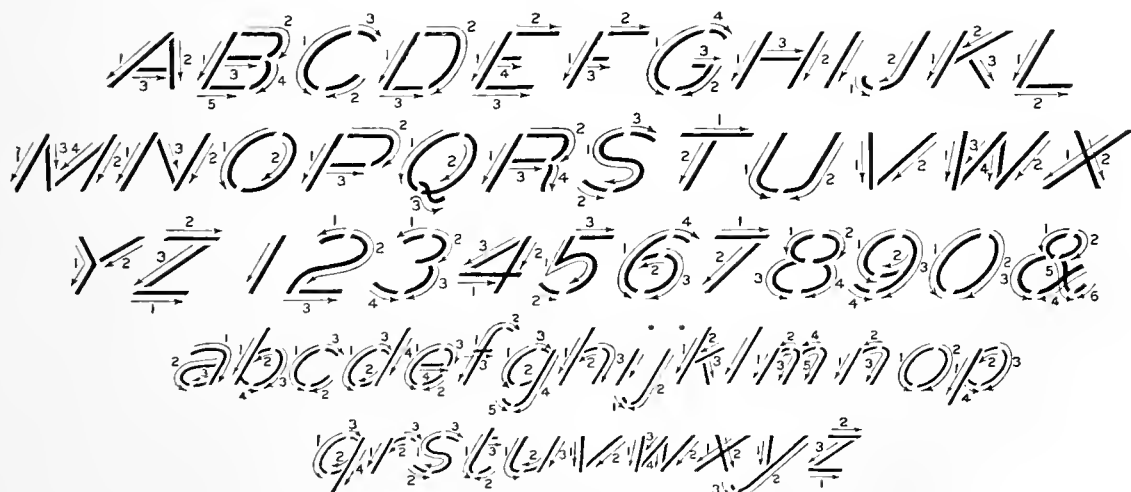 ABCDEFGHIJKL
MNOPQRSTUVWX
YZ 1234567890&
abcdefghijklmnop
qrstuvwxyz